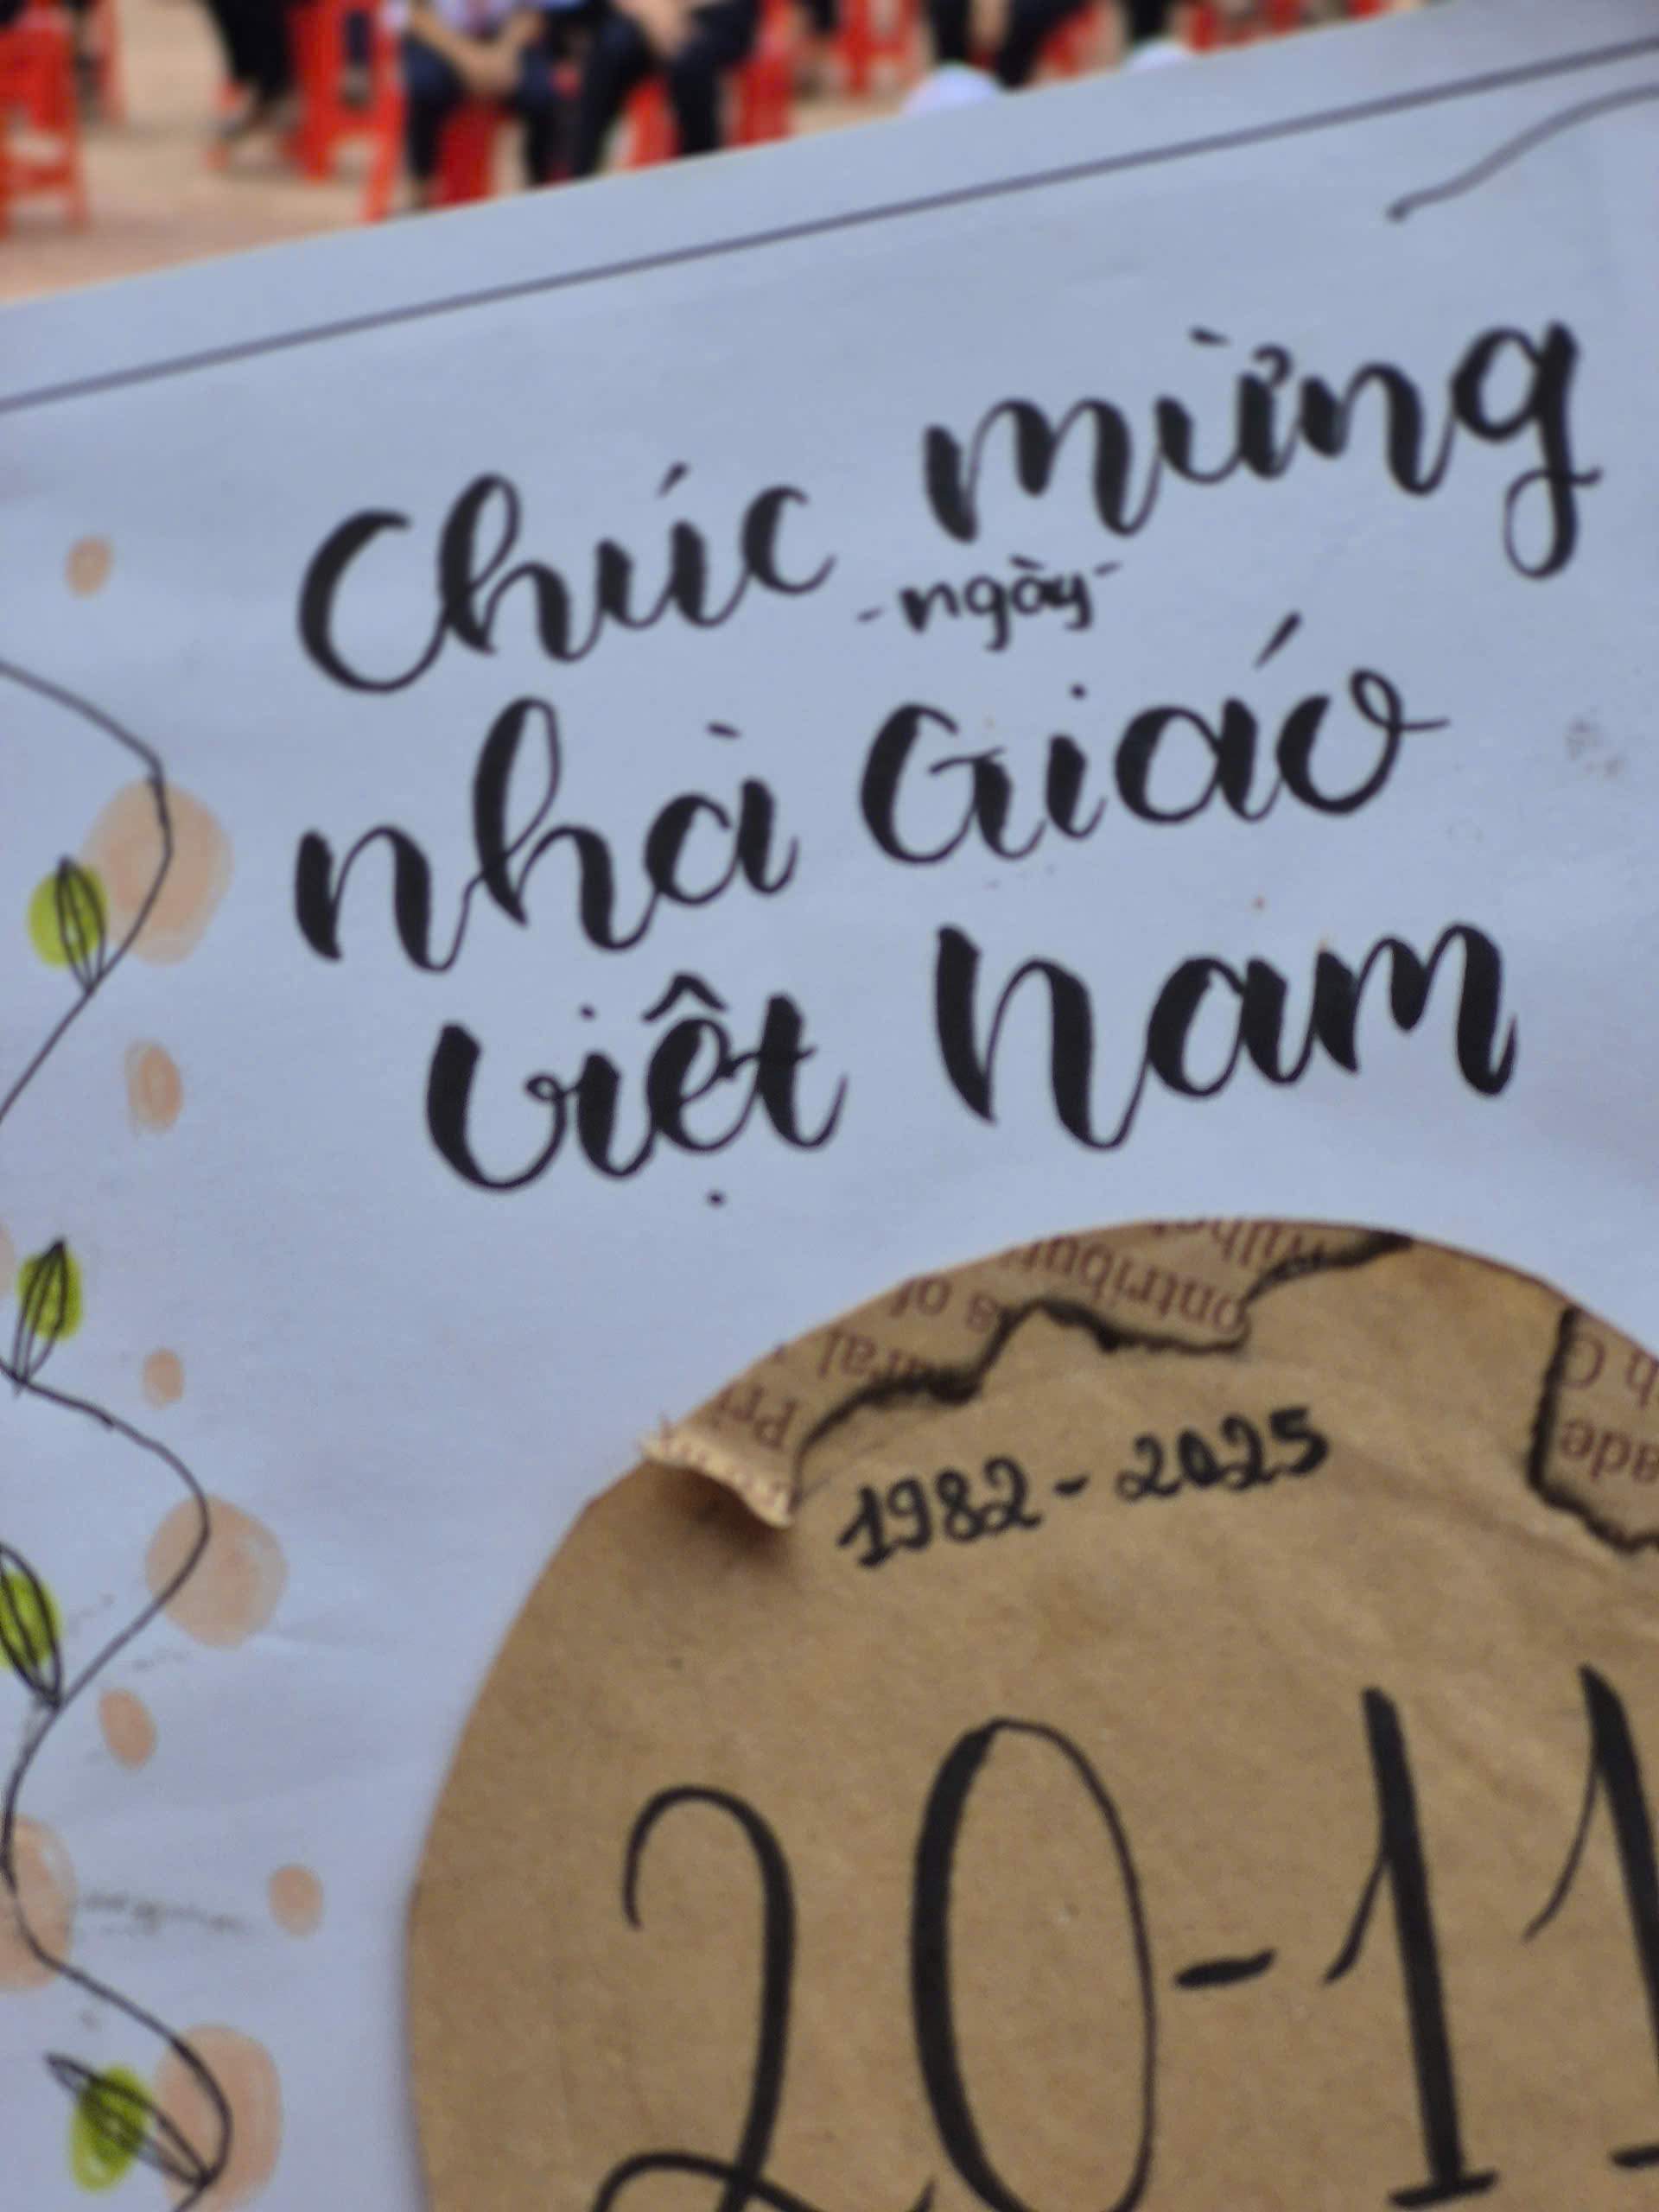 Chúc mừng
-ngày-
nhà Giáo
việt nam
1982-2025
20-11